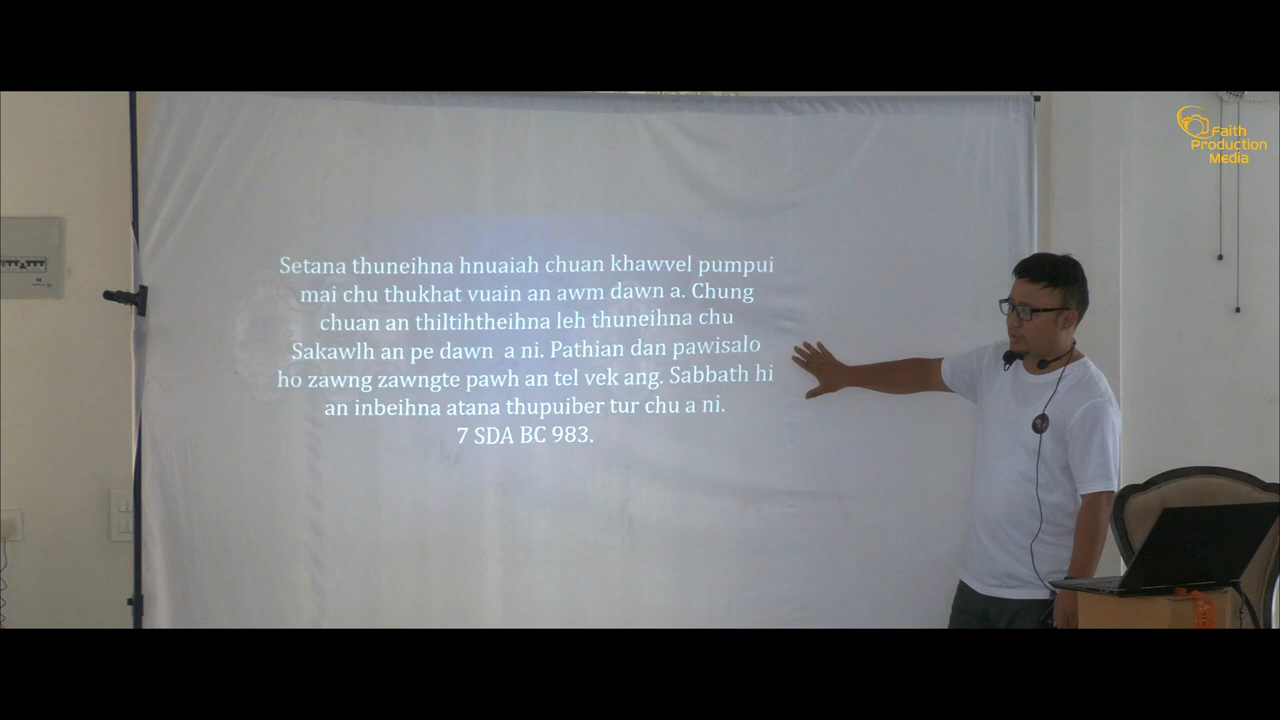 Faith
Production
Media
Setana thuneihna hnuaiah chuan khawvel pumpui
mai chu thukhat vuain an awm dawn a. Chung
chuan an thiltihtheihna leh thuneihna chu
Sakawlh an pe dawn a ni. Pathian dan pawisalo
ho zawng zawngte pawh an tel vek ang. Sabbath hi
an inbeihna atana thupuiber tur chu a ni.
7 SDA BC 983.